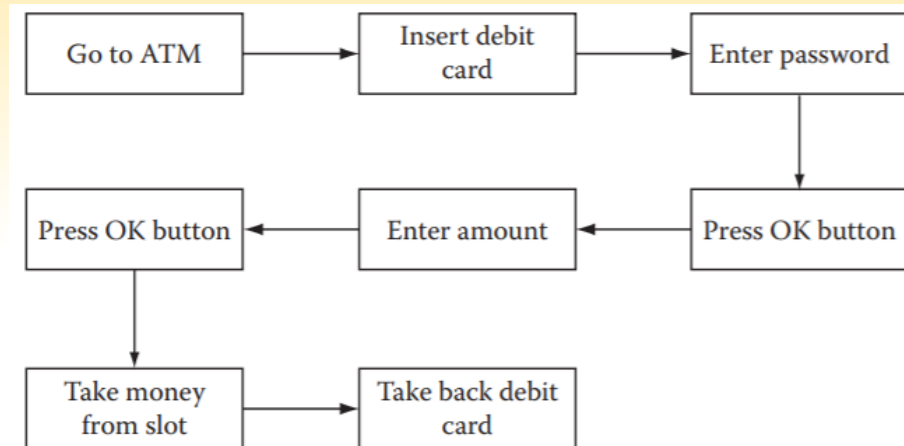 Go to ATM
Insert debit
card
Enter password
Press OK button
Enter amount
Press OK button
Take money
from slot
Take back debit
card